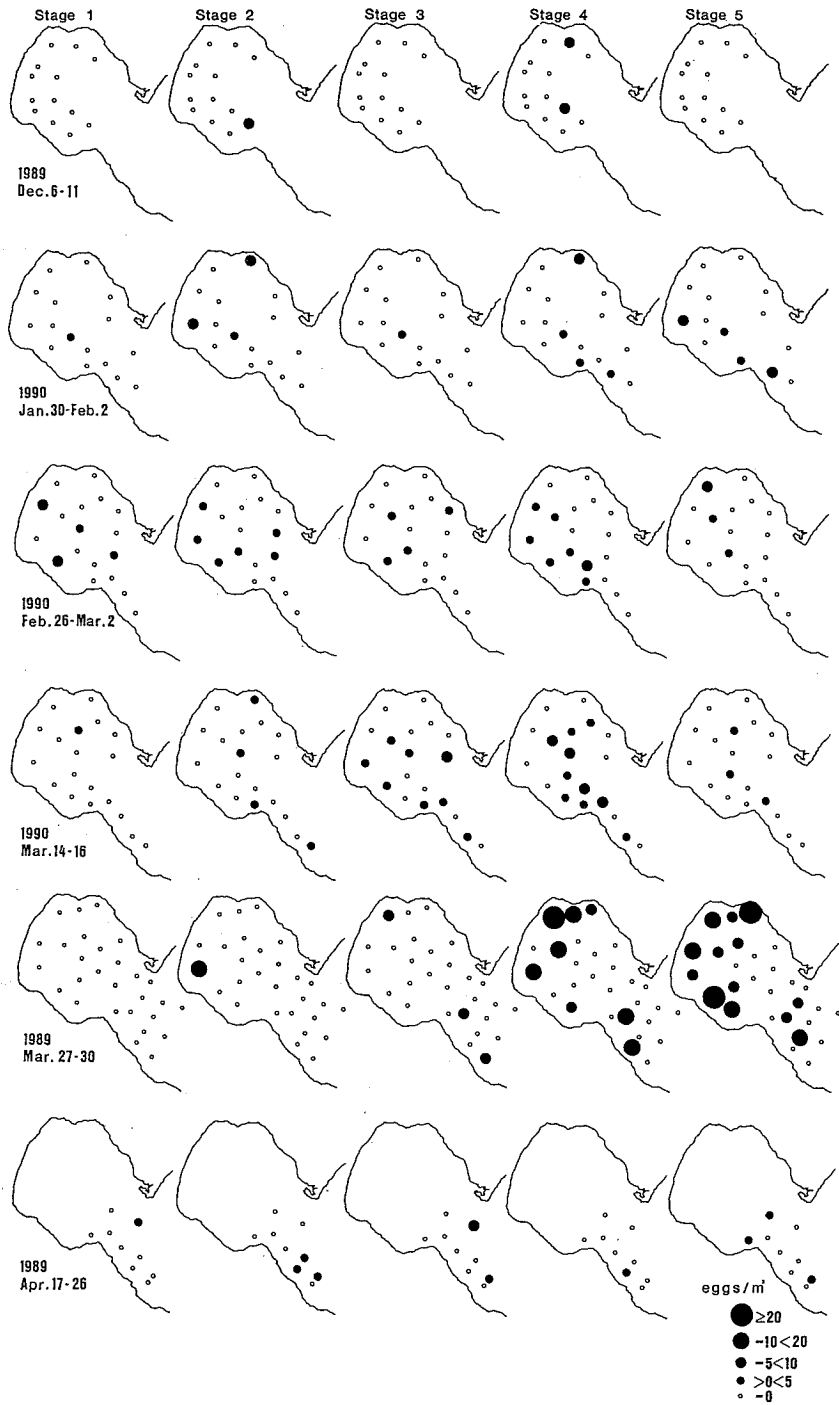 Stage 1
Stage 2
Stage 3
Stage 4
Stage 5
1989
Dec.6-11
1990
Jan.30-Feb.2
1990
Feb.26-Mar.2
1990
Mar.14-16
1989
Mar.27-30
1989
Apr.17-26
eggs/m²
≥20
-10<20
-5<10
>0<5
-0